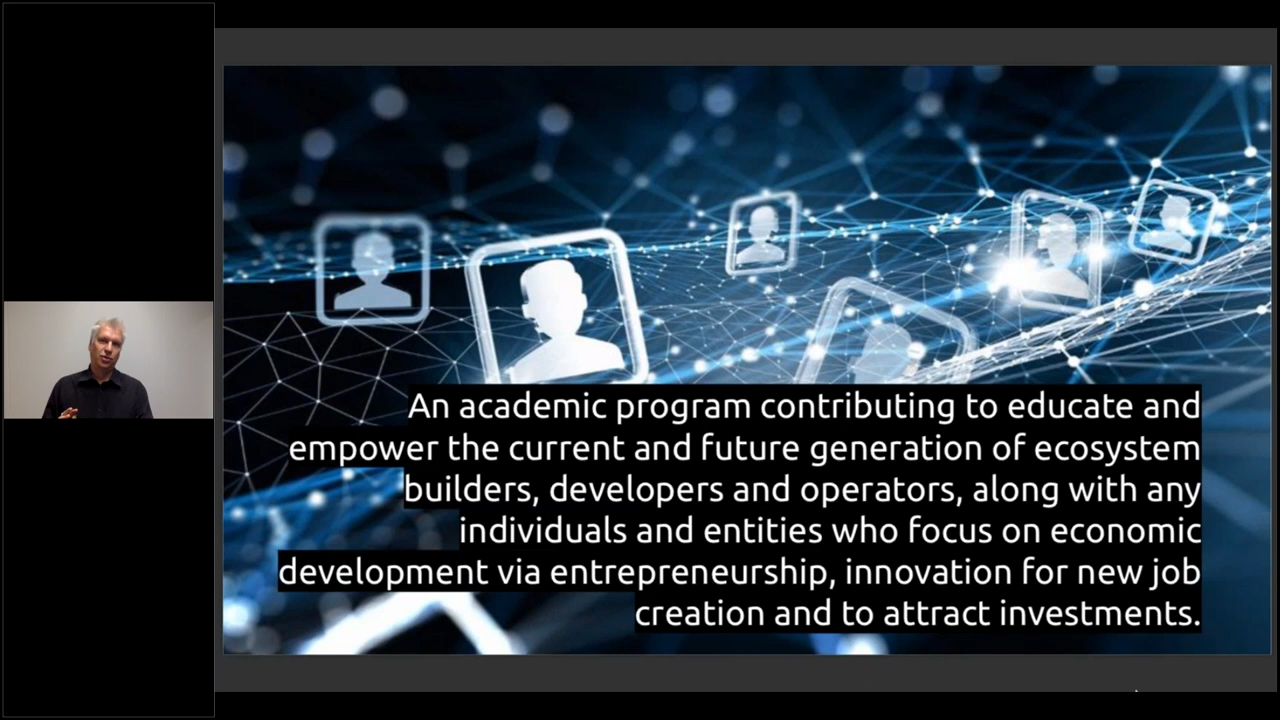 An academic program contributing to educate and
empower the current and future generation of ecosystem
builders, developers and operators, along with any
individuals and entities who focus on economic
development via entrepreneurship, innovation for new job
creation and to attract investments.